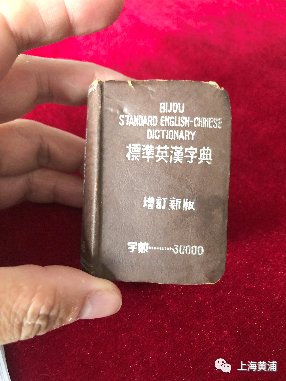 BIJOU
STANDARD ENGLISH-CHINESE
DICTIONARY
標準英漢字典
增訂新版
字數………30000
上海黄浦